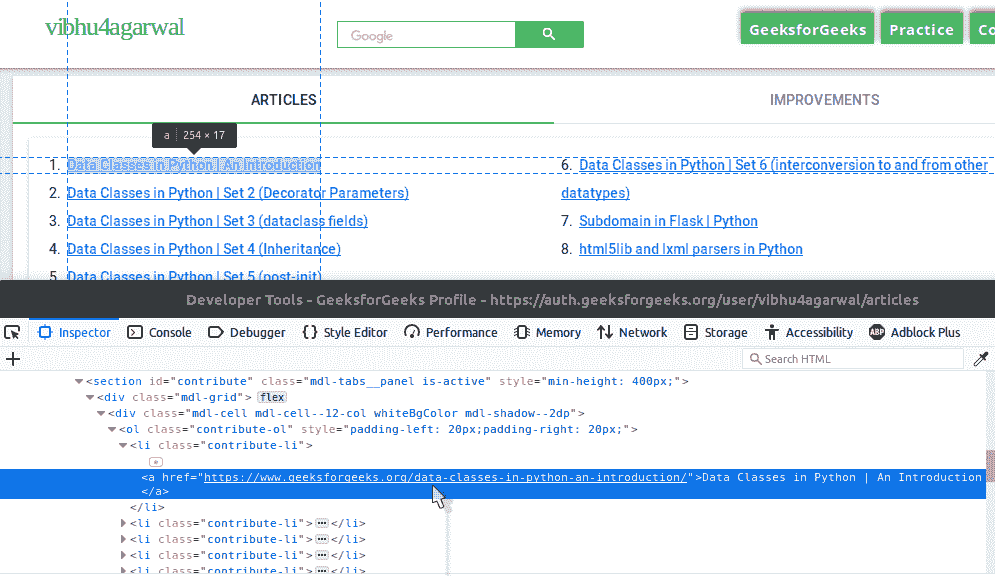 vibhu4agarwal
Google
GeeksforGeeks
Practice
Co
ARTICLES
IMPROVEMENTS
a | 254 × 17
1. Data Classes in Python | An Introduction
2. Data Classes in Python | Set 2 (Decorator Parameters)
3. Data Classes in Python | Set 3 (dataclass fields)
4. Data Classes in Python | Set 4 (Inheritance)
5. Data Classes in Python | Set 5 (post-init)
6. Data Classes in Python | Set 6 (interconversion to and from other
datatypes)
7. Subdomain in Flask | Python
8. html5lib and lxml parsers in Python
Developer Tools - GeeksforGeeks Profile - https://auth.geeksforgeeks.org/user/vibhu4agarwal/articles
Inspector Console Debugger {} Style Editor Performance Memory Network Storage Accessibility ABP Adblock Plus
+ Search HTML
<section id="contribute" class="mdl-tabs__panel is-active" style="min-height: 400px;">
<div class="mdl-grid"> flex
<div class="mdl-cell mdl-cell--12-col whiteBgColor mdl-shadow--2dp">
<ol class="contribute-ol" style="padding-left: 20px;padding-right: 20px;">
<li class="contribute-li">
<a href="https://www.geeksforgeeks.org/data-classes-in-python-an-introduction/">Data Classes in Python | An Introduction
</a>
</li>
<li class="contribute-li">⋯</li>
<li class="contribute-li">⋯</li>
<li class="contribute-li">⋯</li>
<li class="contribute-li">⋯</li>